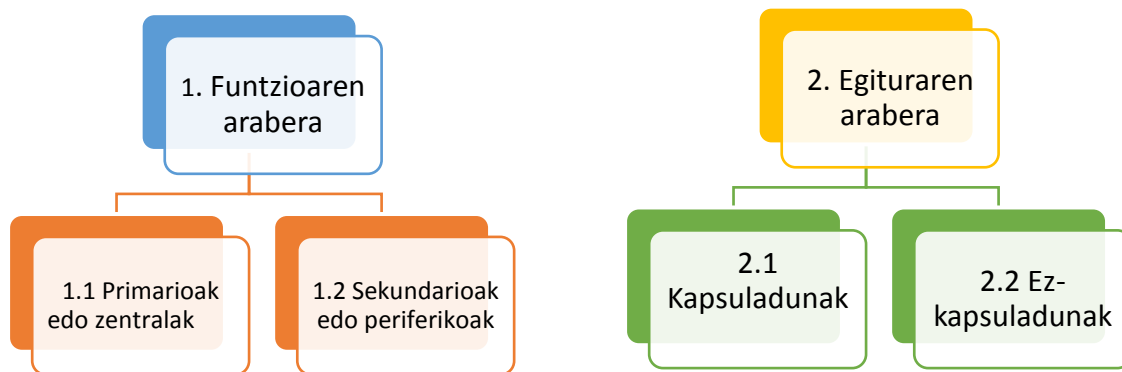 1. Funtzioaren
arabera
1.1 Primarioak
edo zentralak
1.2 Sekundarioak
edo periferikoak
2. Egituraren
arabera
2.1
Kapsuladunak
2.2 Ez-
kapsuladunak